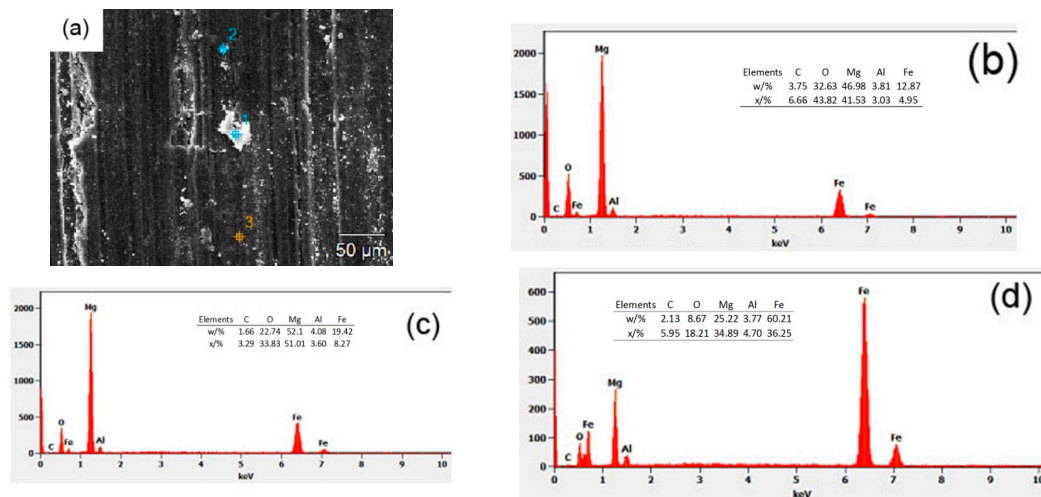 (a)
2
1
3
50 µm
(b)
2000
1500
1000
500
0
Mg
O
C
Fe
Al
Fe
Fe
Elements C O Mg Al Fe
w/% 3.75 32.63 46.98 3.81 12.87
x/% 6.66 43.82 41.53 3.03 4.95
0 1 2 3 4 5 6 7 8 9 10
keV
(c)
2000
1500
1000
500
0
Mg
O
C
Fe
Al
Fe
Fe
Elements C O Mg Al Fe
w/% 1.66 22.74 52.1 4.08 19.42
x/% 3.29 33.83 51.01 3.60 8.27
0 1 2 3 4 5 6 7 8 9 10
keV
(d)
600
500
400
300
200
100
0
Fe
Mg
Fe
O
C
Al
Fe
Elements C O Mg Al Fe
w/% 2.13 8.67 25.22 3.77 60.21
x/% 5.95 18.21 34.89 4.70 36.25
0 1 2 3 4 5 6 7 8 9 10
keV